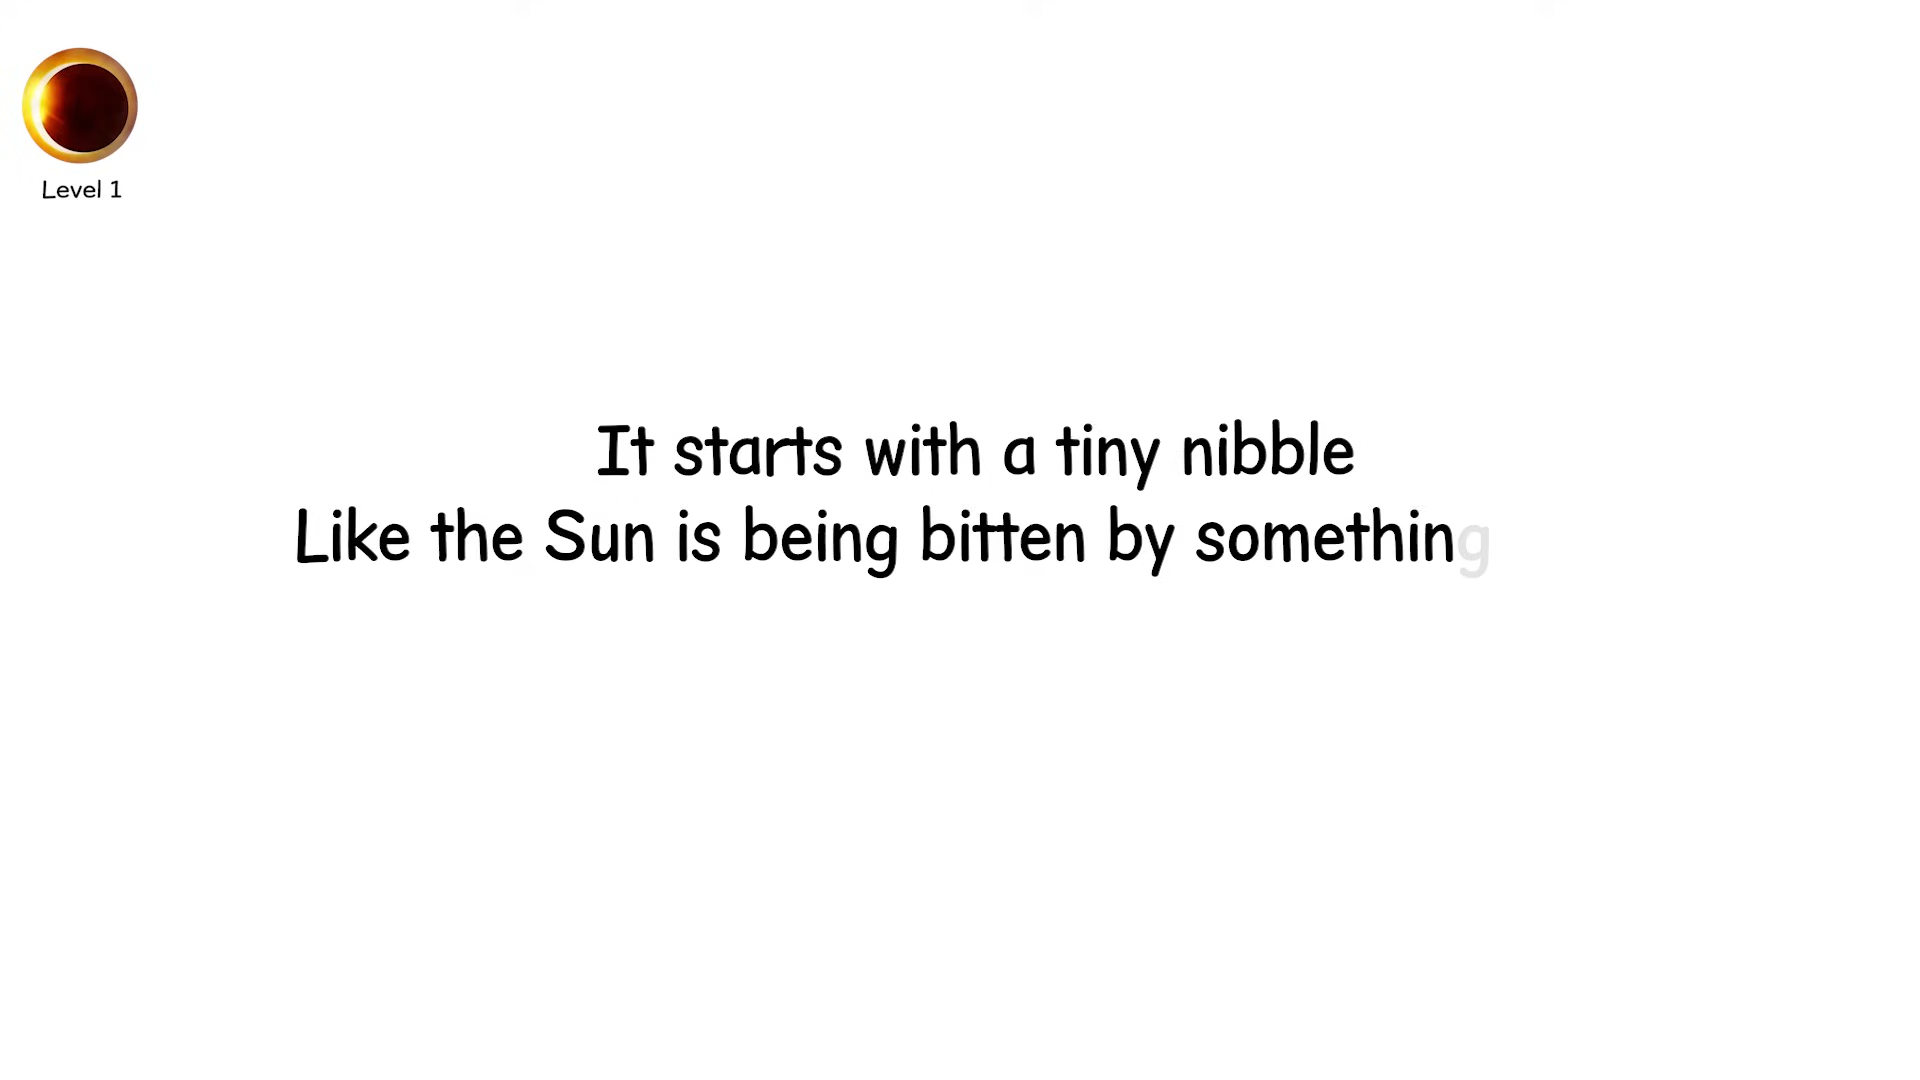 Level 1
It starts with a tiny nibble
Like the Sun is being bitten by something